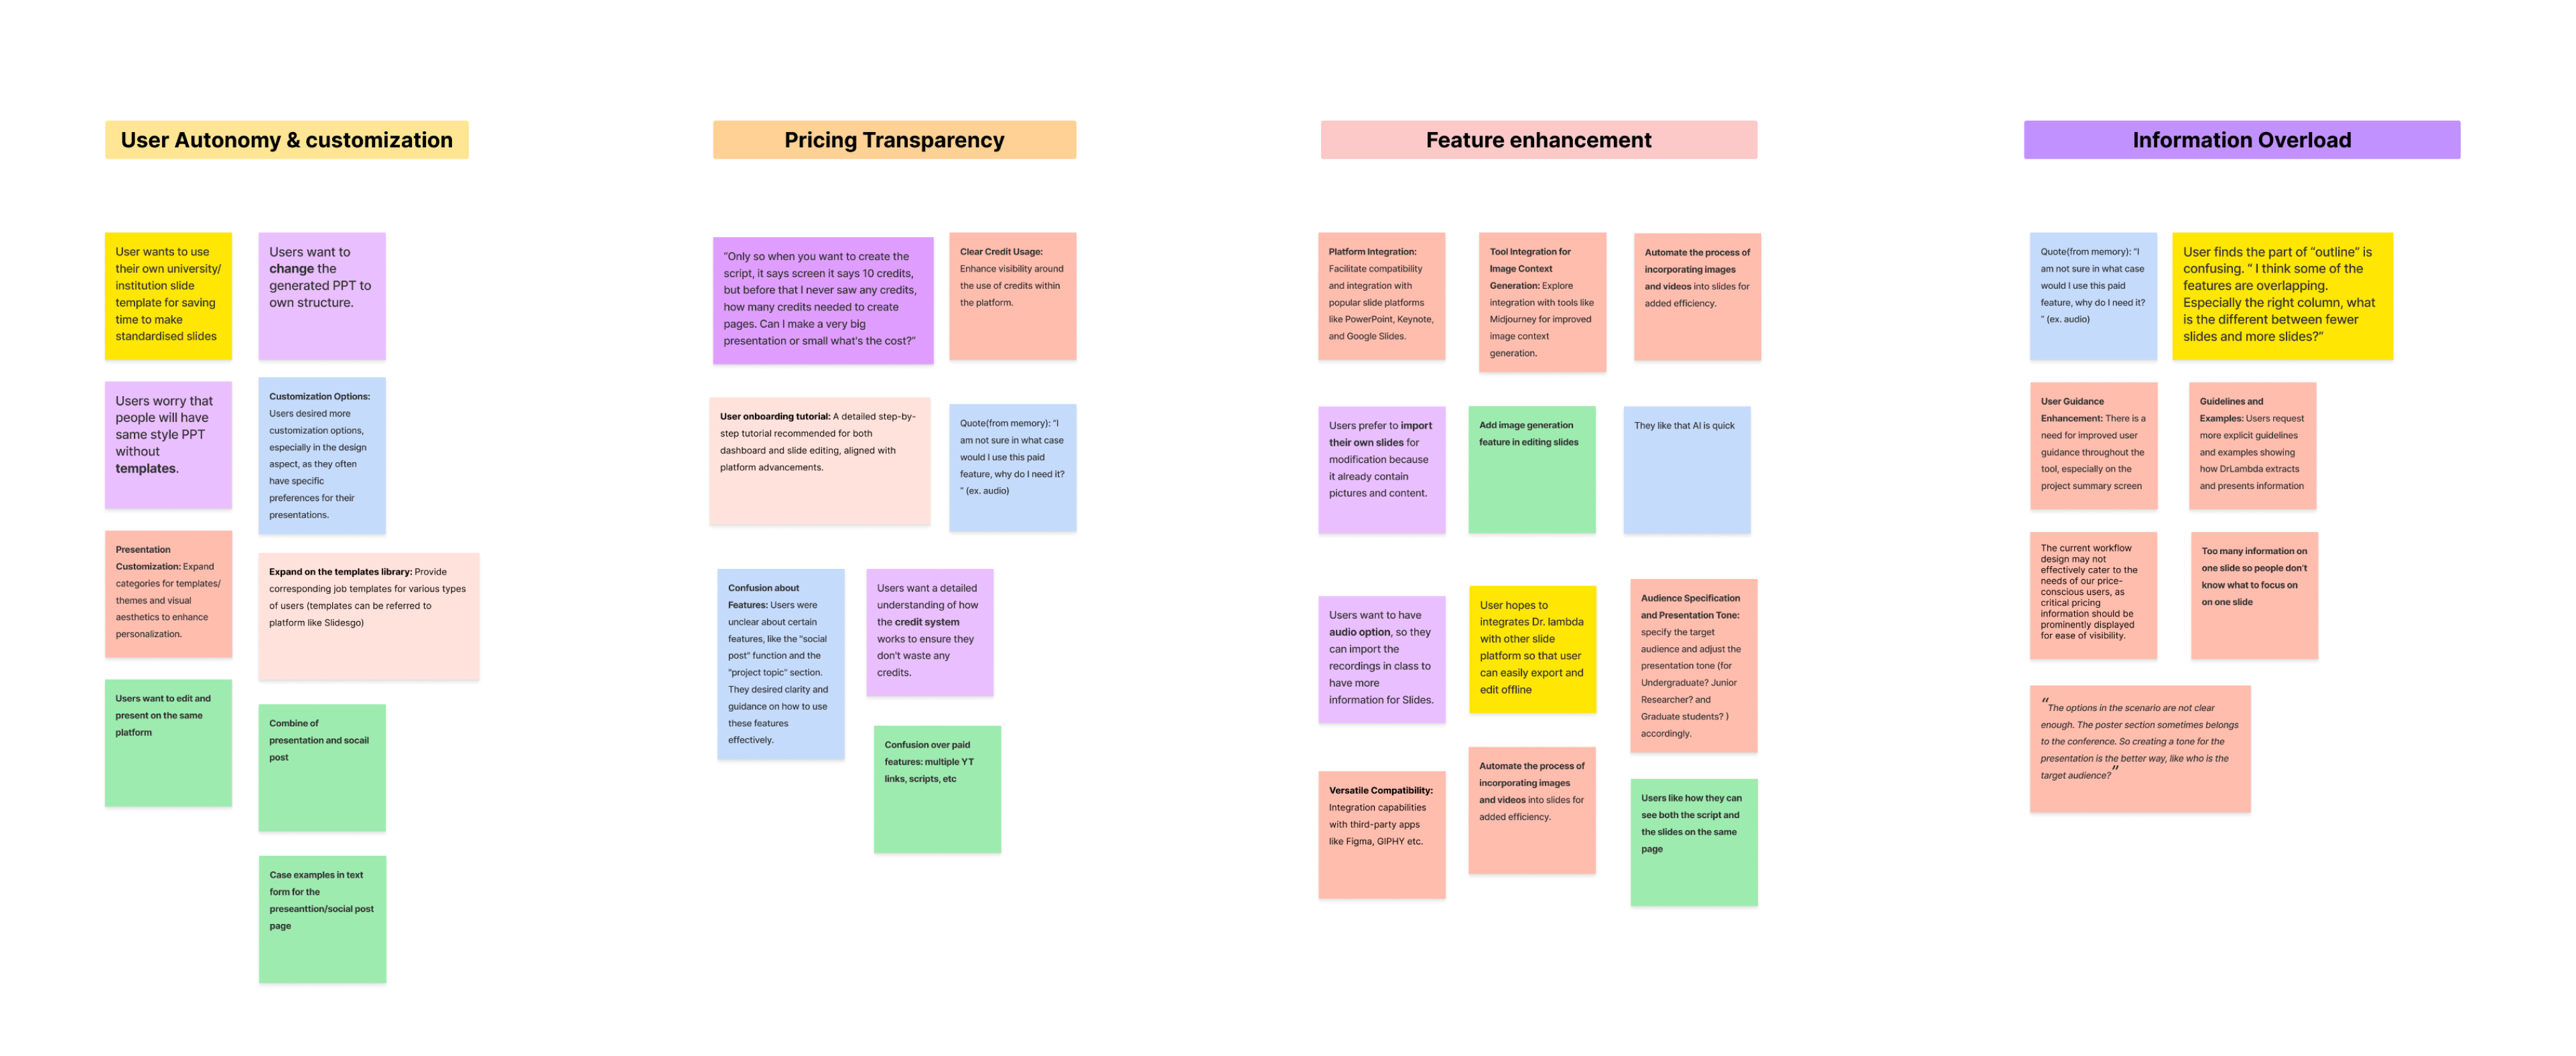 User Autonomy & customization
User wants to use
their own university/
institution slide
template for saving
time to make
standardised slides
Users want to
change the
generated PPT to
own structure.
Users worry that
people will have
same style PPT
without
templates.
Customization Options:
Users desired more
customization options,
especially in the design
aspect, as they often
have specific
preferences for their
presentations.
Presentation
Customization: Expand
categories for templates/
themes and visual
aesthetics to enhance
personalization.
Expand on the templates library: Provide
corresponding job templates for various types
of users (templates can be referred to
platform like Slidesgo)
Users want to edit and
present on the same
platform
Combine of
presentation and socail
post
Case examples in text
form for the
preseanttion/social post
page
Pricing Transparency
“Only so when you want to create the
script, it says screen it says 10 credits,
but before that I never saw any credits,
how many credits needed to create
pages. Can I make a very big
presentation or small what's the cost?”
Clear Credit Usage:
Enhance visibility around
the use of credits within
the platform.
User onboarding tutorial: A detailed step-by-
step tutorial recommended for both
dashboard and slide editing, aligned with
platform advancements.
Quote(from memory): “I
am not sure in what case
would I use this paid
feature, why do I need it?
” (ex. audio)
Confusion about
Features: Users were
unclear about certain
features, like the "social
post" function and the
"project topic" section.
They desired clarity and
guidance on how to use
these features
effectively.
Users want a detailed
understanding of how
the credit system
works to ensure they
don't waste any
credits.
Confusion over paid
features: multiple YT
links, scripts, etc
Feature enhancement
Platform Integration:
Facilitate compatibility
and integration with
popular slide platforms
like PowerPoint, Keynote,
and Google Slides.
Tool Integration for
Image Context
Generation: Explore
integration with tools like
Midjourney for improved
image context
generation.
Automate the process of
incorporating images
and videos into slides for
added efficiency.
Users prefer to import
their own slides for
modification because
it already contain
pictures and content.
Add image generation
feature in editing slides
They like that AI is quick
Users want to have
audio option, so they
can import the
recordings in class to
have more
information for Slides.
User hopes to
integrates Dr. lambda
with other slide
platform so that user
can easily export and
edit offline
Audience Specification
and Presentation Tone:
specify the target
audience and adjust the
presentation tone (for
Undergraduate? Junior
Researcher? and
Graduate students? )
accordingly.
Versatile Compatibility:
Integration capabilities
with third-party apps
like Figma, GIPHY etc.
Automate the process of
incorporating images
and videos into slides for
added efficiency.
Users like how they can
see both the script and
the slides on the same
page
Information Overload
Quote(from memory): “I
am not sure in what case
would I use this paid
feature, why do I need it?
” (ex. audio)
User finds the part of “outline” is
confusing. “ I think some of the
features are overlapping.
Especially the right column, what
is the different between fewer
slides and more slides?”
User Guidance
Enhancement: There is a
need for improved user
guidance throughout the
tool, especially on the
project summary screen
Guidelines and
Examples: Users request
more explicit guidelines
and examples showing
how DrLambda extracts
and presents information
The current workflow
design may not
effectively cater to the
needs of our price-
conscious users, as
critical pricing
information should be
prominently displayed
for ease of visibility.
Too many information on
one slide so people don’t
know what to focus on
on one slide
“The options in the scenario are not clear
enough. The poster section sometimes belongs
to the conference. So creating a tone for the
presentation is the better way, like who is the
target audience?”